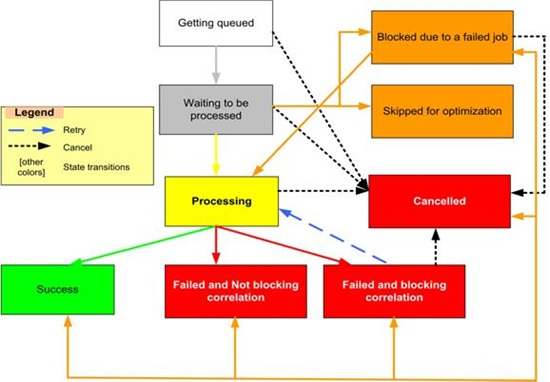 Getting queued
Blocked due to a failed job
Waiting to be
processed
Skipped for optimization
Legend
Retry
Cancel
[other
colors]
State transitions
Processing
Cancelled
Success
Failed and Not blocking
correlation
Failed and blocking
correlation